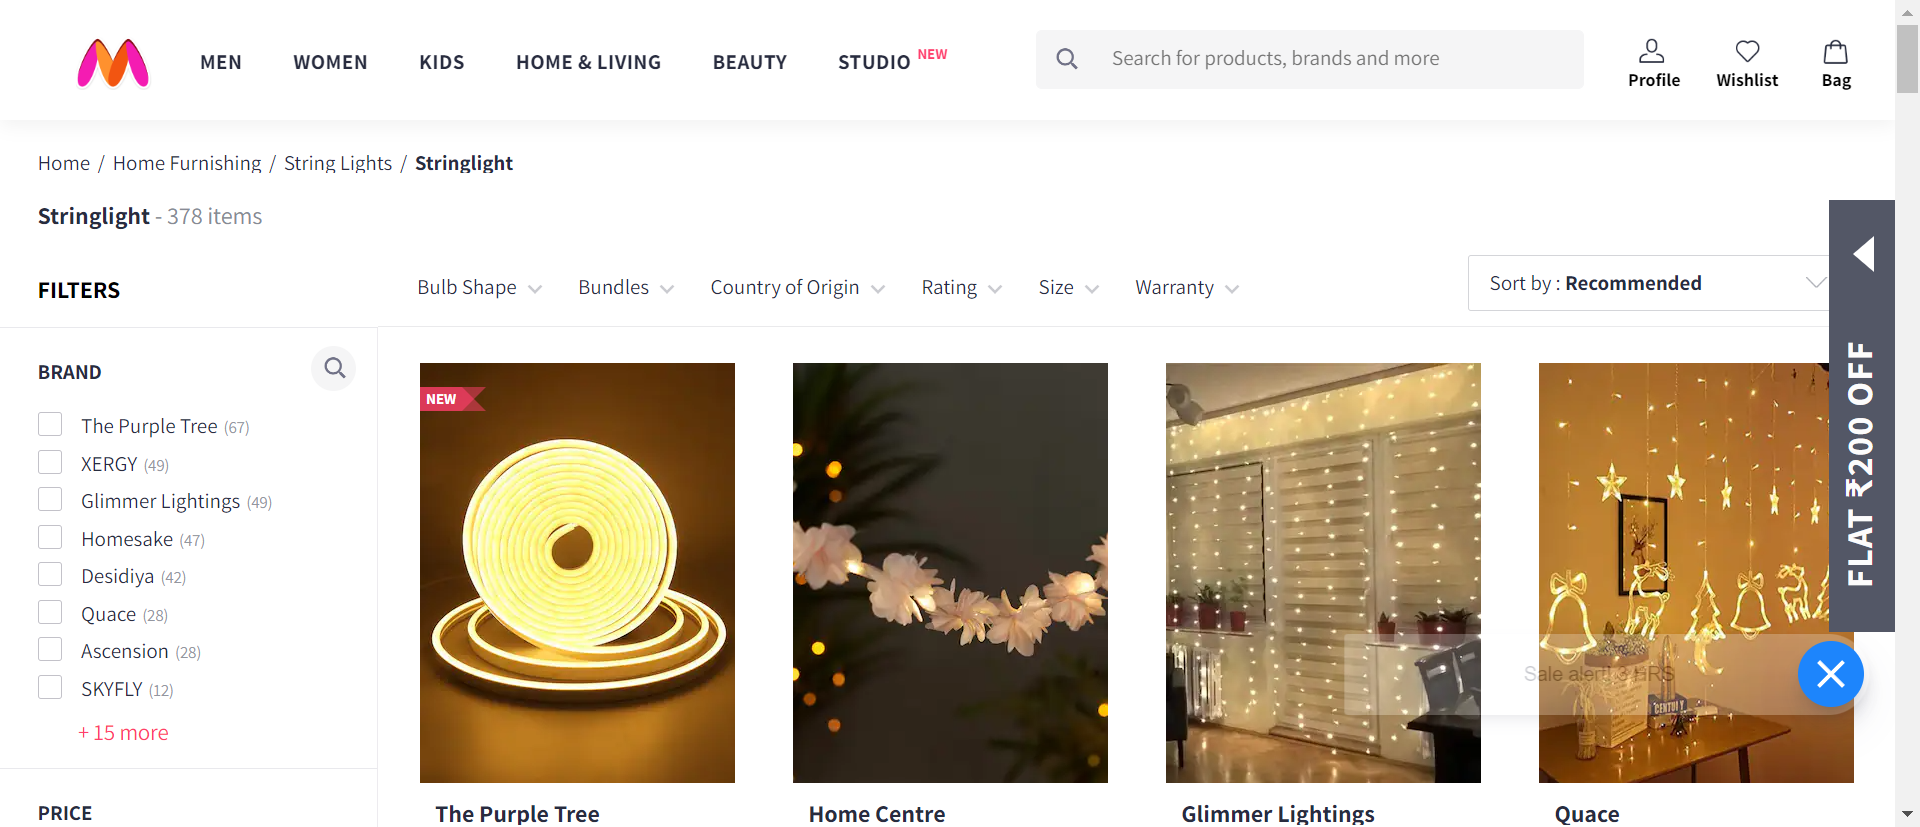 MEN WOMEN KIDS HOME & LIVING BEAUTY STUDIO NEW
Search for products, brands and more
Profile Wishlist Bag
Home / Home Furnishing / String Lights / Stringlight
Stringlight - 378 items
FILTERS
Bulb Shape Bundles Country of Origin Rating Size Warranty
Sort by : Recommended
FLAT ₹200 OFF
BRAND
The Purple Tree (67)
XERGY (49)
Glimmer Lightings (49)
Homesake (47)
Desidiya (42)
Quace (28)
Ascension (28)
SKYFLY (12)
+ 15 more
PRICE
NEW
Sale alert! 3 HRS
CENTURY
The Purple Tree
Home Centre
Glimmer Lightings
Quace